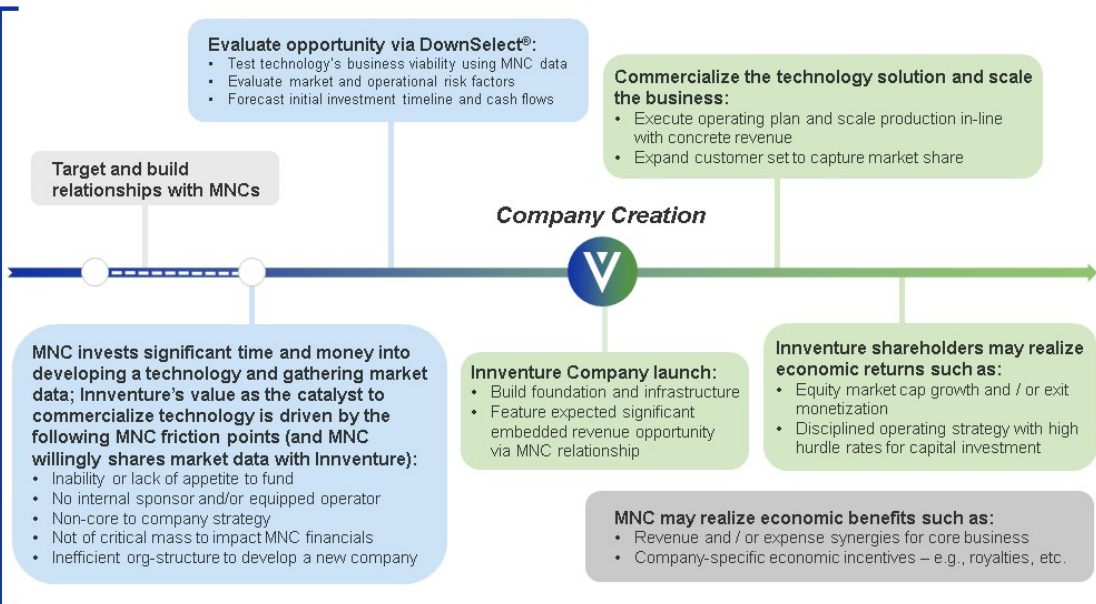 Evaluate opportunity via DownSelect®:
• Test technology's business viability using MNC data
• Evaluate market and operational risk factors
• Forecast initial investment timeline and cash flows
Commercialize the technology solution and scale
the business:
• Execute operating plan and scale production in-line
with concrete revenue
• Expand customer set to capture market share
Target and build
relationships with MNCs
Company Creation
MNC invests significant time and money into
developing a technology and gathering market
data; Innventure's value as the catalyst to
commercialize technology is driven by the
following MNC friction points (and MNC
willingly shares market data with Innventure):
• Inability or lack of appetite to fund
• No internal sponsor and/or equipped operator
• Non-core to company strategy
• Not of critical mass to impact MNC financials
• Inefficient org-structure to develop a new company
Innventure Company launch:
• Build foundation and infrastructure
• Feature expected significant
embedded revenue opportunity
via MNC relationship
Innventure shareholders may realize
economic returns such as:
• Equity market cap growth and / or exit
monetization
• Disciplined operating strategy with high
hurdle rates for capital investment
MNC may realize economic benefits such as:
• Revenue and / or expense synergies for core business
• Company-specific economic incentives – e.g., royalties, etc.